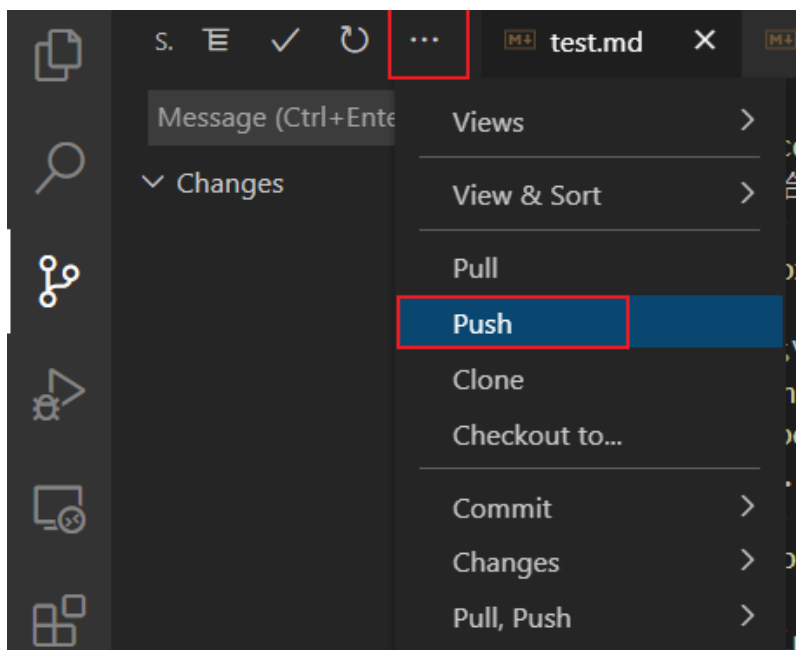 S.
M↓ test.md
M↓
Message (Ctrl+Ente
Changes
Views
View & Sort
Pull
Push
Clone
Checkout to...
Commit
Changes
Pull, Push